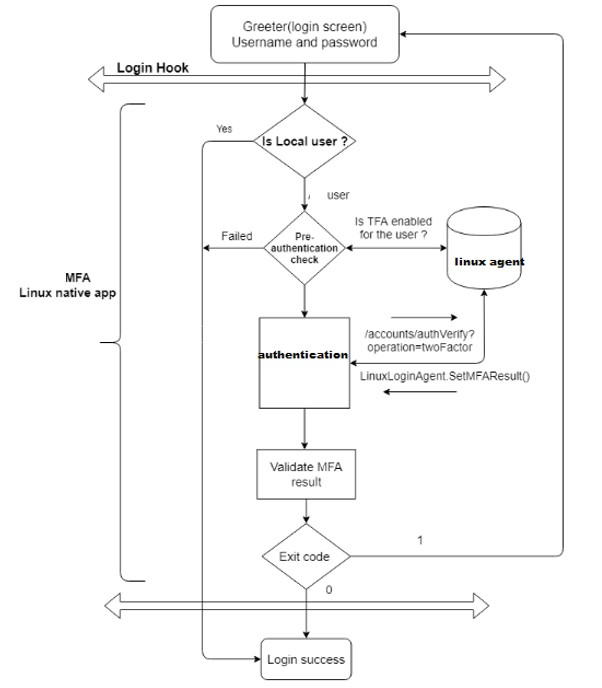 Greeter(login screen)
Username and password
Login Hook
Yes
Is Local user ?
user
Is TFA enabled
for the user ?
Failed
Pre-
authentication
check
linux agent
MFA
Linux native app
/accounts/authVerify?
operation=twoFactor
authentication
LinuxLoginAgent.SetMFAResult()
Validate MFA
result
1
Exit code
0
Login success